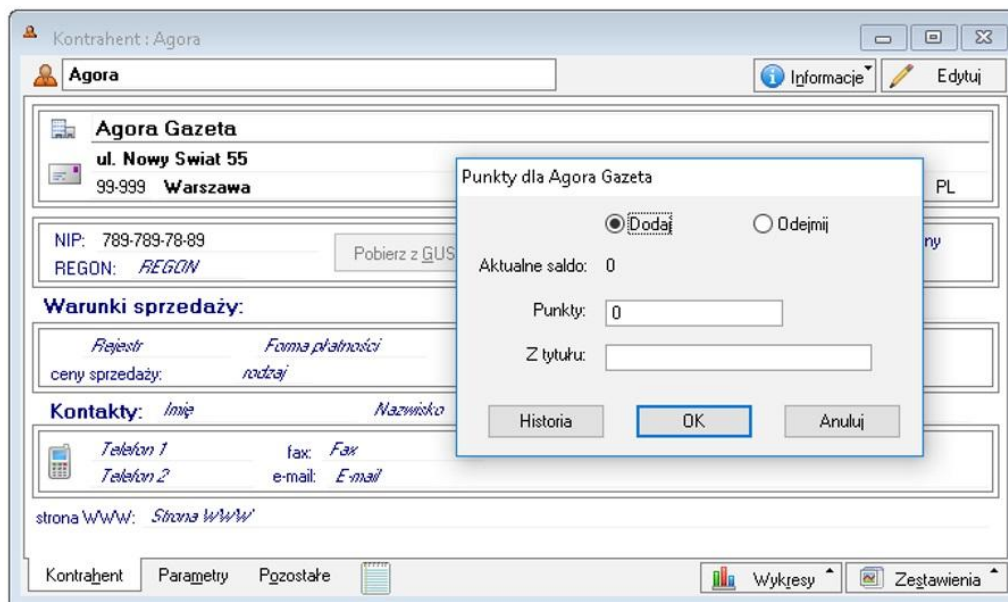 Kontrahent : Agora
Agora
Informacje
Edytuj
Agora Gazeta
ul. Nowy Swiat 55
99-999 Warszawa
PL
NIP: 789-789-78-89
Pobierz z GUS
ny
REGON: REGON
Warunki sprzedaży:
Rejestr Forma płatności
ceny sprzedaży: rodzaj
Kontakty: Imię Nazwisko
Telefon 1 fax: Fax
Telefon 2 e-mail: E-mail
strona WWW: Strona WWW
Punkty dla Agora Gazeta
Dodaj Odejmij
Aktualne saldo: 0
Punkty: 0
Z tytułu:
Historia OK Anuluj
Kontrahent Parametry Pozostałe Wykresy Zestawienia